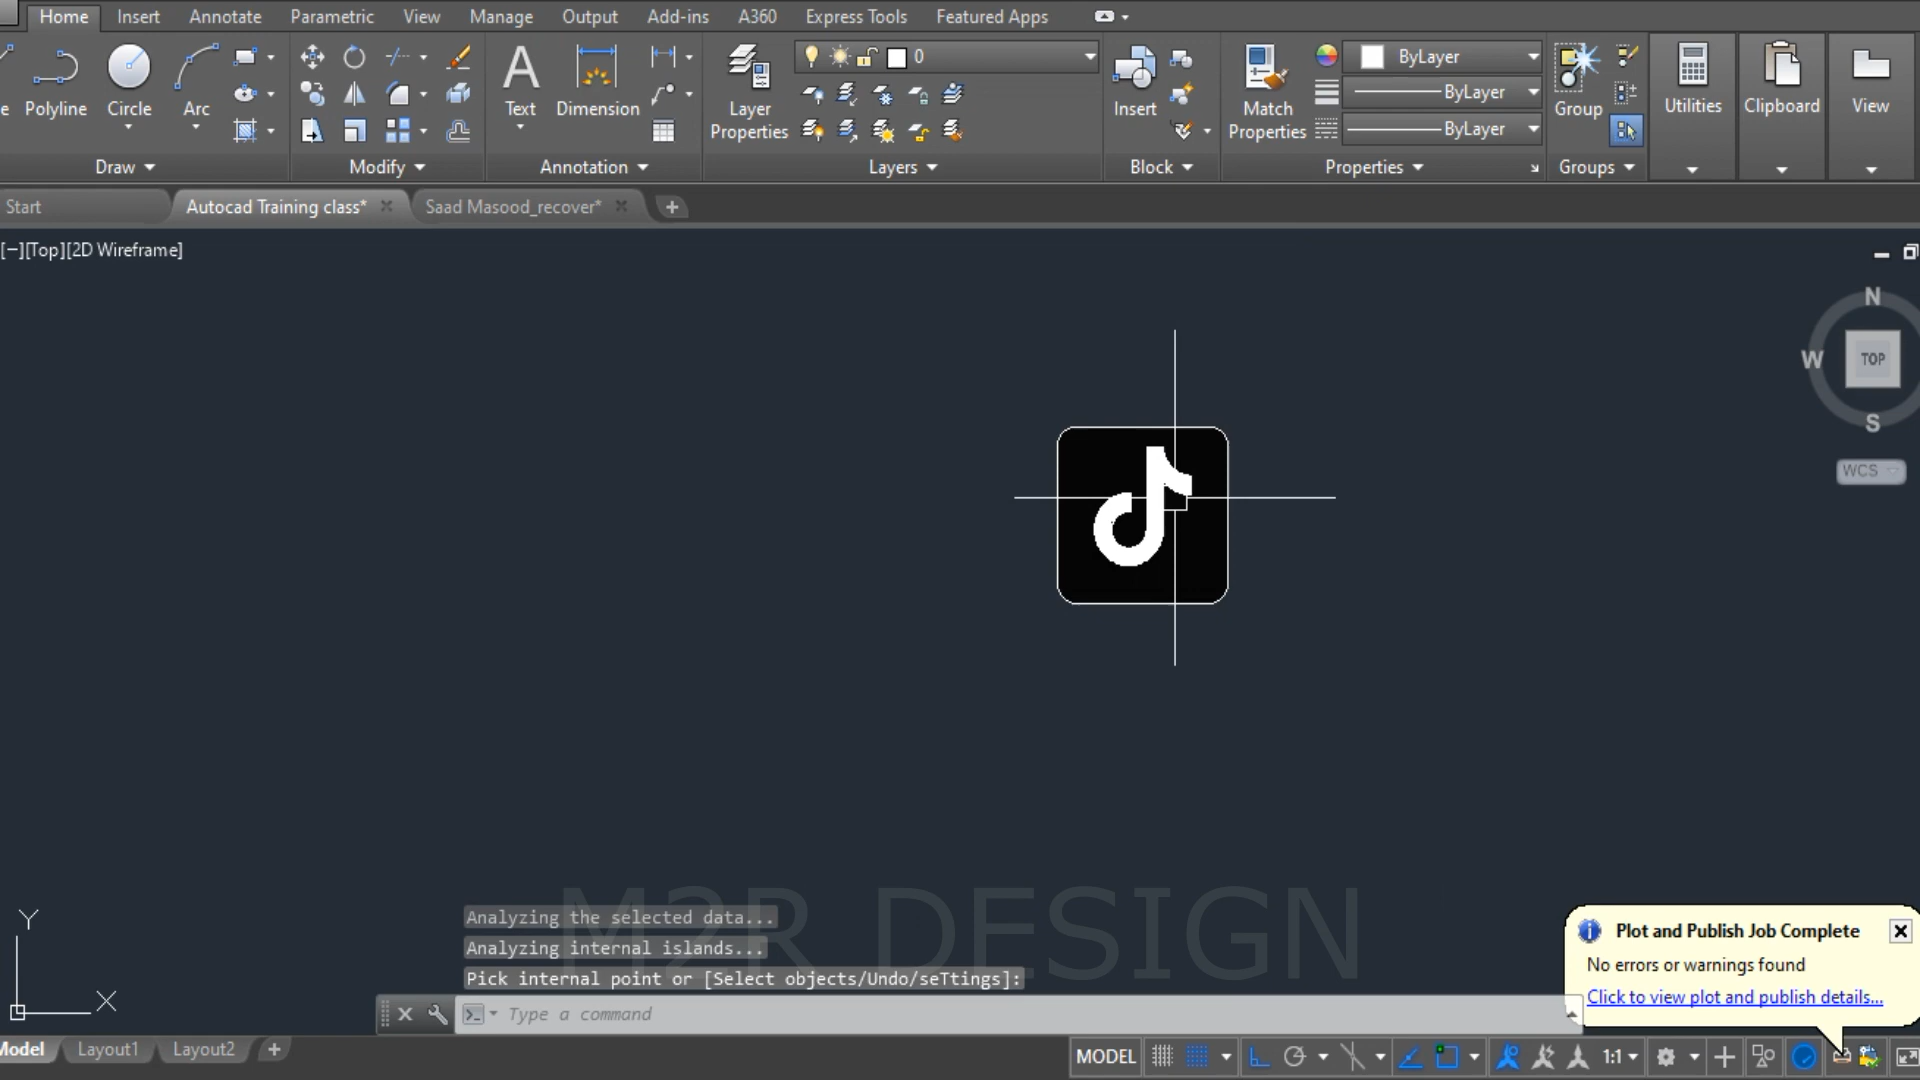 Home Insert Annotate Parametric View Manage Output Add-ins A360 Express Tools Featured Apps
Polyline Circle Arc Text Dimension Layer Properties 0 Insert Match Properties ByLayer Group Utilities Clipboard View
ByLayer
ByLayer
Draw Modify Annotation Layers Block Properties Groups
Start Autocad Training class* Saad Masood_recover*
[−][Top][2D Wireframe]
N
W TOP
S
WCS
M2R DESIGN
Analyzing the selected data...
Analyzing internal islands...
Pick internal point or [Select objects/Undo/seTtings]:
Type a command
Y
X
Plot and Publish Job Complete
No errors or warnings found
Click to view plot and publish details...
Model Layout1 Layout2
MODEL 1:1